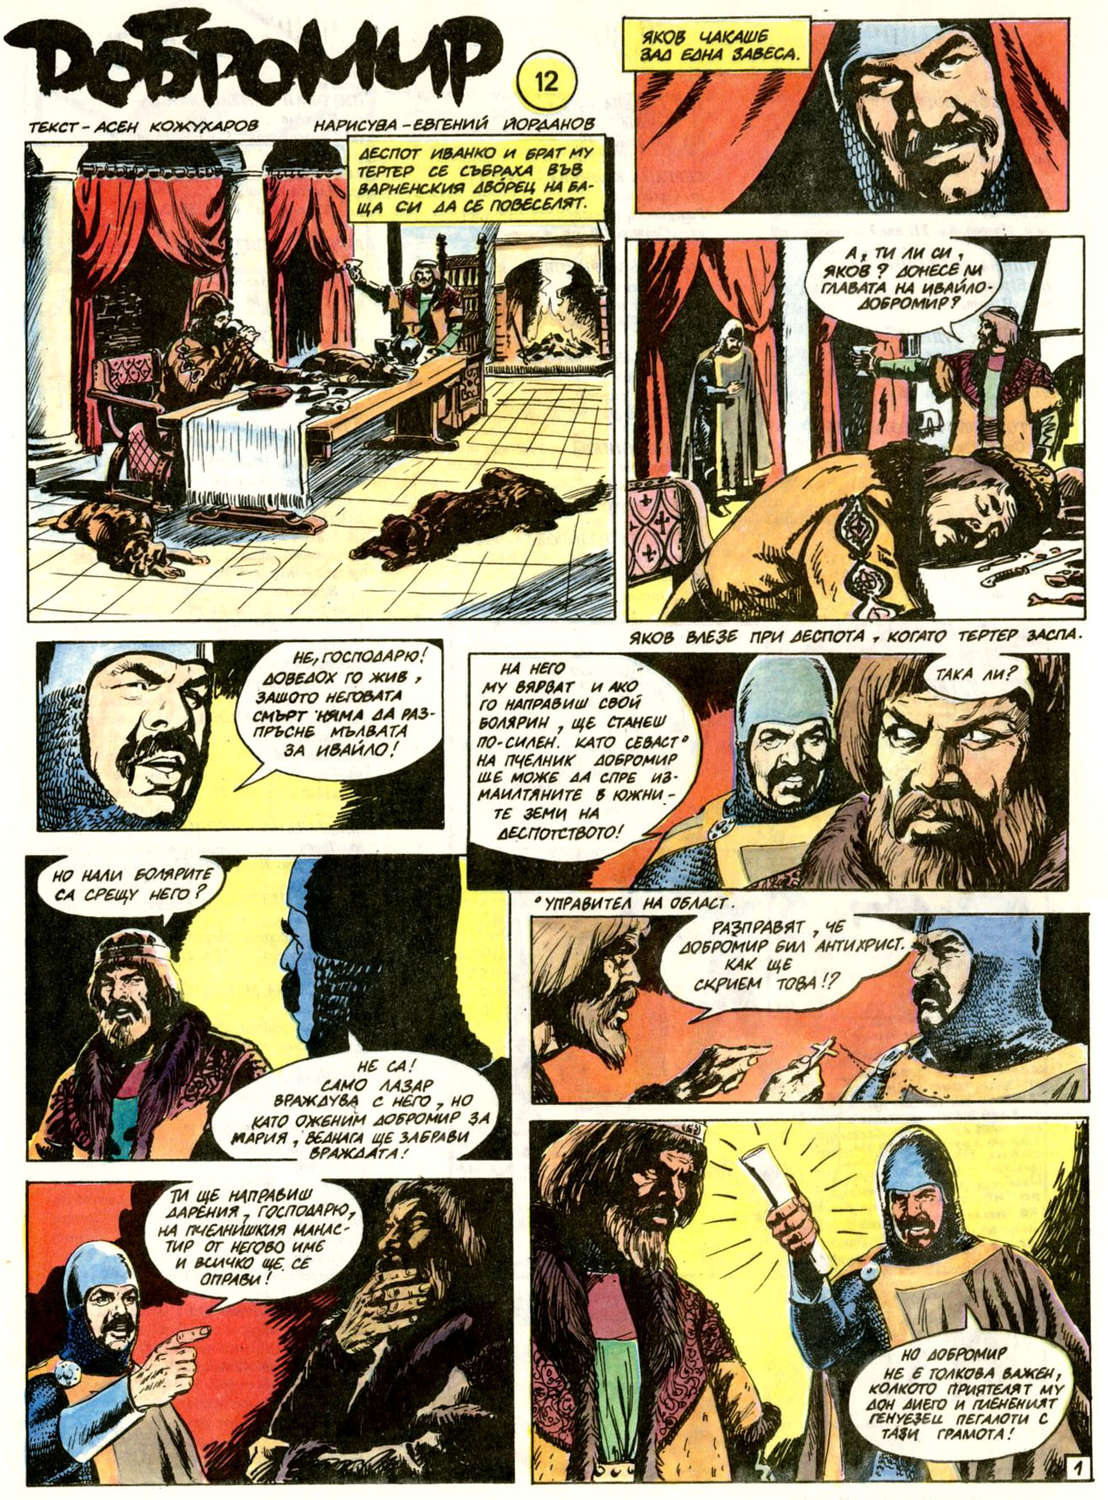 ДОБРОМИР
12
ТЕКСТ - АСЕН КОЖУХАРОВ
НАРИСУВА - ЕВГЕНИЙ ЙОРДАНОВ
ДЕСПОТ ИВАНКО И БРАТ МУ
ТЕРТЕР СЕ СЪБРАХА ВЪВ
ВАРНЕНСКИЯ ДВОРЕЦ НА БА-
ЩА СИ ДА СЕ ПОВЕСЕЛЯТ.
ЯКОВ ЧАКАШЕ
ЗАД ЕДНА ЗАВЕСА.
А, ТИ ЛИ СИ,
ЯКОВ? ДОНЕСЕ ЛИ
ГЛАВАТА НА ИВАЙЛО-
ДОБРОМИР?
ЯКОВ ВЛЕЗЕ ПРИ ДЕСПОТА, КОГАТО ТЕРТЕР ЗАСПА.
НЕ, ГОСПОДАРЮ!
ДОВЕДОХ ГО ЖИВ,
ЗАЩОТО НЕГОВАТА
СМЪРТ НЯМА ДА РАЗ-
ПРЪСНЕ МЪЛВАТА
ЗА ИВАЙЛО!
НА НЕГО
МУ ВЯРВАТ И АКО
ГО НАПРАВИШ СВОЙ
БОЛЯРИН, ЩЕ СТАНЕШ
ПО-СИЛЕН. КАТО СЕВАСТ°
НА ПЧЕЛНИК ДОБРОМИР
ЩЕ МОЖЕ ДА СПРЕ ИЗ-
МАИЛТЯНИТЕ В ЮЖНИ-
ТЕ ЗЕМИ НА
ДЕСПОТСТВОТО!
ТАКА ЛИ?
°УПРАВИТЕЛ НА ОБЛАСТ.
НО НАЛИ БОЛЯРИТЕ
СА СРЕЩУ НЕГО?
НЕ СА!
САМО ЛАЗАР
ВРАЖДУВА С НЕГО, НО
КАТО ОЖЕНИМ ДОБРОМИР ЗА
МАРИЯ, ВЕДНАГА ЩЕ ЗАБРАВИ
ВРАЖДАТА!
РАЗПРАВЯТ, ЧЕ
ДОБРОМИР БИЛ АНТИХРИСТ.
КАК ЩЕ
СКРИЕМ ТОВА!?
ТИ ЩЕ НАПРАВИШ
ДАРЕНИЯ, ГОСПОДАРЮ,
НА ПЧЕЛНИШКИЯ МАНАС-
ТИР ОТ НЕГОВО ИМЕ
И ВСИЧКО ЩЕ СЕ
ОПРАВИ!
НО ДОБРОМИР
НЕ Е ТОЛКОВА ВАЖЕН,
КОЛКОТО ПРИЯТЕЛЯТ МУ
ДОН ДИЕГО И ПЛЕНЕНИЯТ
ГЕНУЕЗЕЦ ПЕГАЛОТИ С
ТАЗИ ГРАМОТА!
1